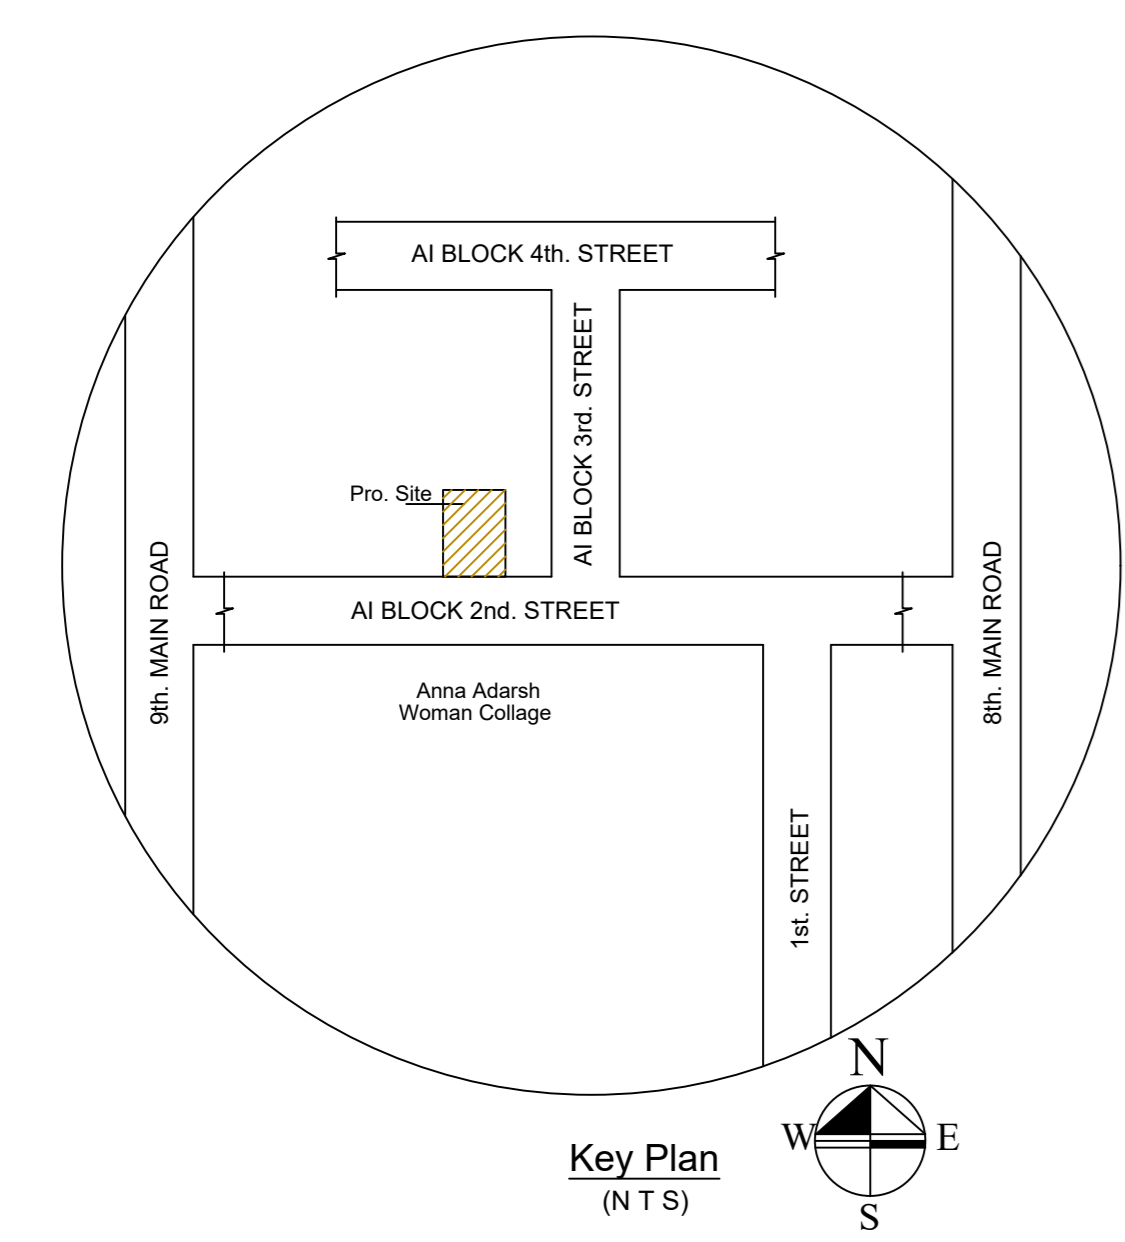 AI BLOCK 4th. STREET
AI BLOCK 3rd. STREET
Pro. Site
AI BLOCK 2nd. STREET
9th. MAIN ROAD
8th. MAIN ROAD
Anna Adarsh
Woman Collage
1st. STREET
N
W
E
S
Key Plan
(N T S)